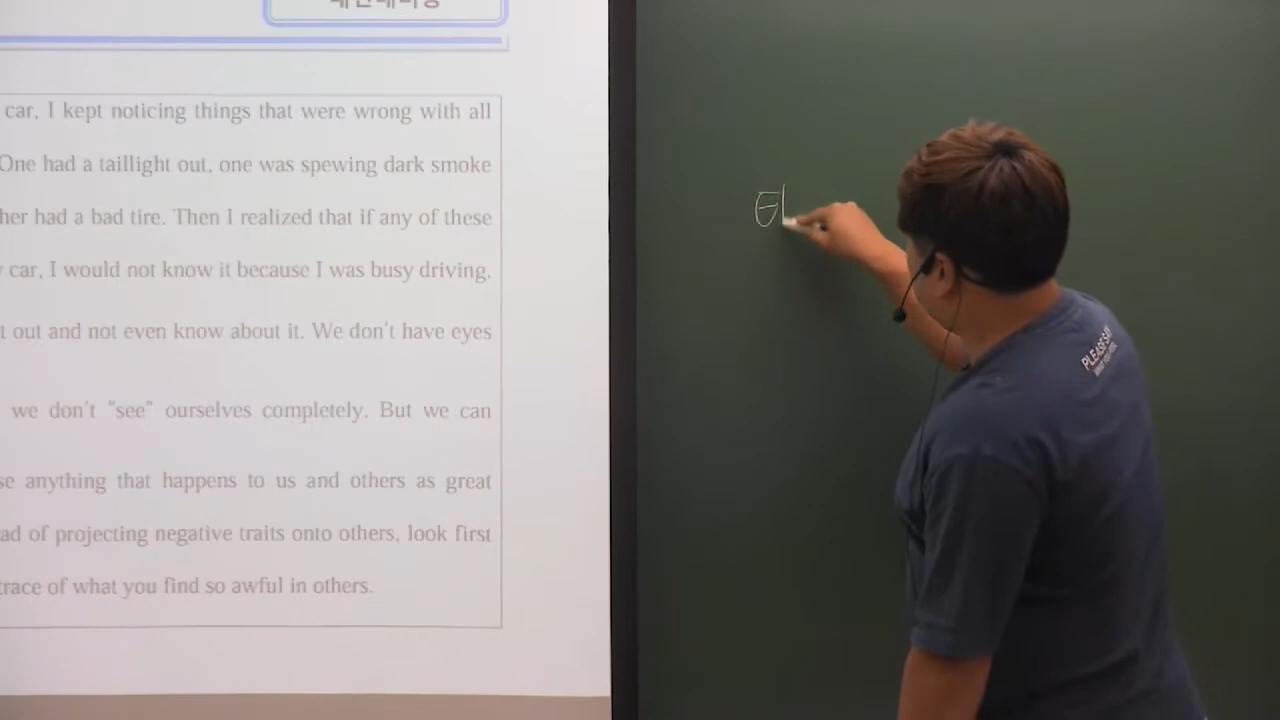 car, I kept noticing things that were wrong with all
One had a taillight out, one was spewing dark smoke
her had a bad tire. Then I realized that if any of these
car, I would not know it because I was busy driving.
t out and not even know about it. We don't have eyes
we don't "see" ourselves completely. But we can
se anything that happens to us and others as great
ad of projecting negative traits onto others, look first
trace of what you find so awful in others.
티
PLEASE SAY